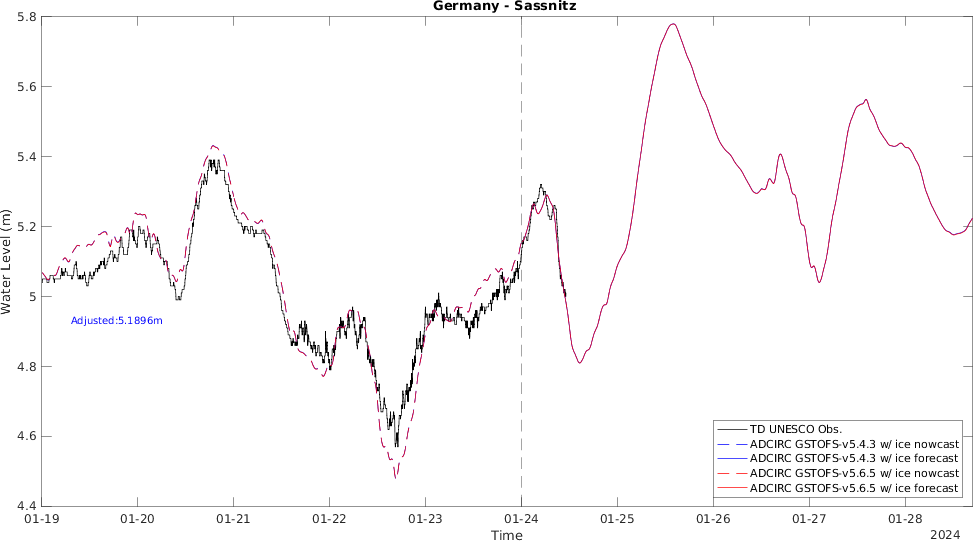 Germany - Sassnitz
5.8
5.6
5.4
5.2
5
4.8
4.6
4.4
Water Level (m)
Adjusted:5.1896m
TD UNESCO Obs.
ADCIRC GSTOFS-v5.4.3 w/ ice nowcast
ADCIRC GSTOFS-v5.4.3 w/ ice forecast
ADCIRC GSTOFS-v5.6.5 w/ ice nowcast
ADCIRC GSTOFS-v5.6.5 w/ ice forecast
01-19 01-20 01-21 01-22 01-23 01-24 01-25 01-26 01-27 01-28
Time
2024